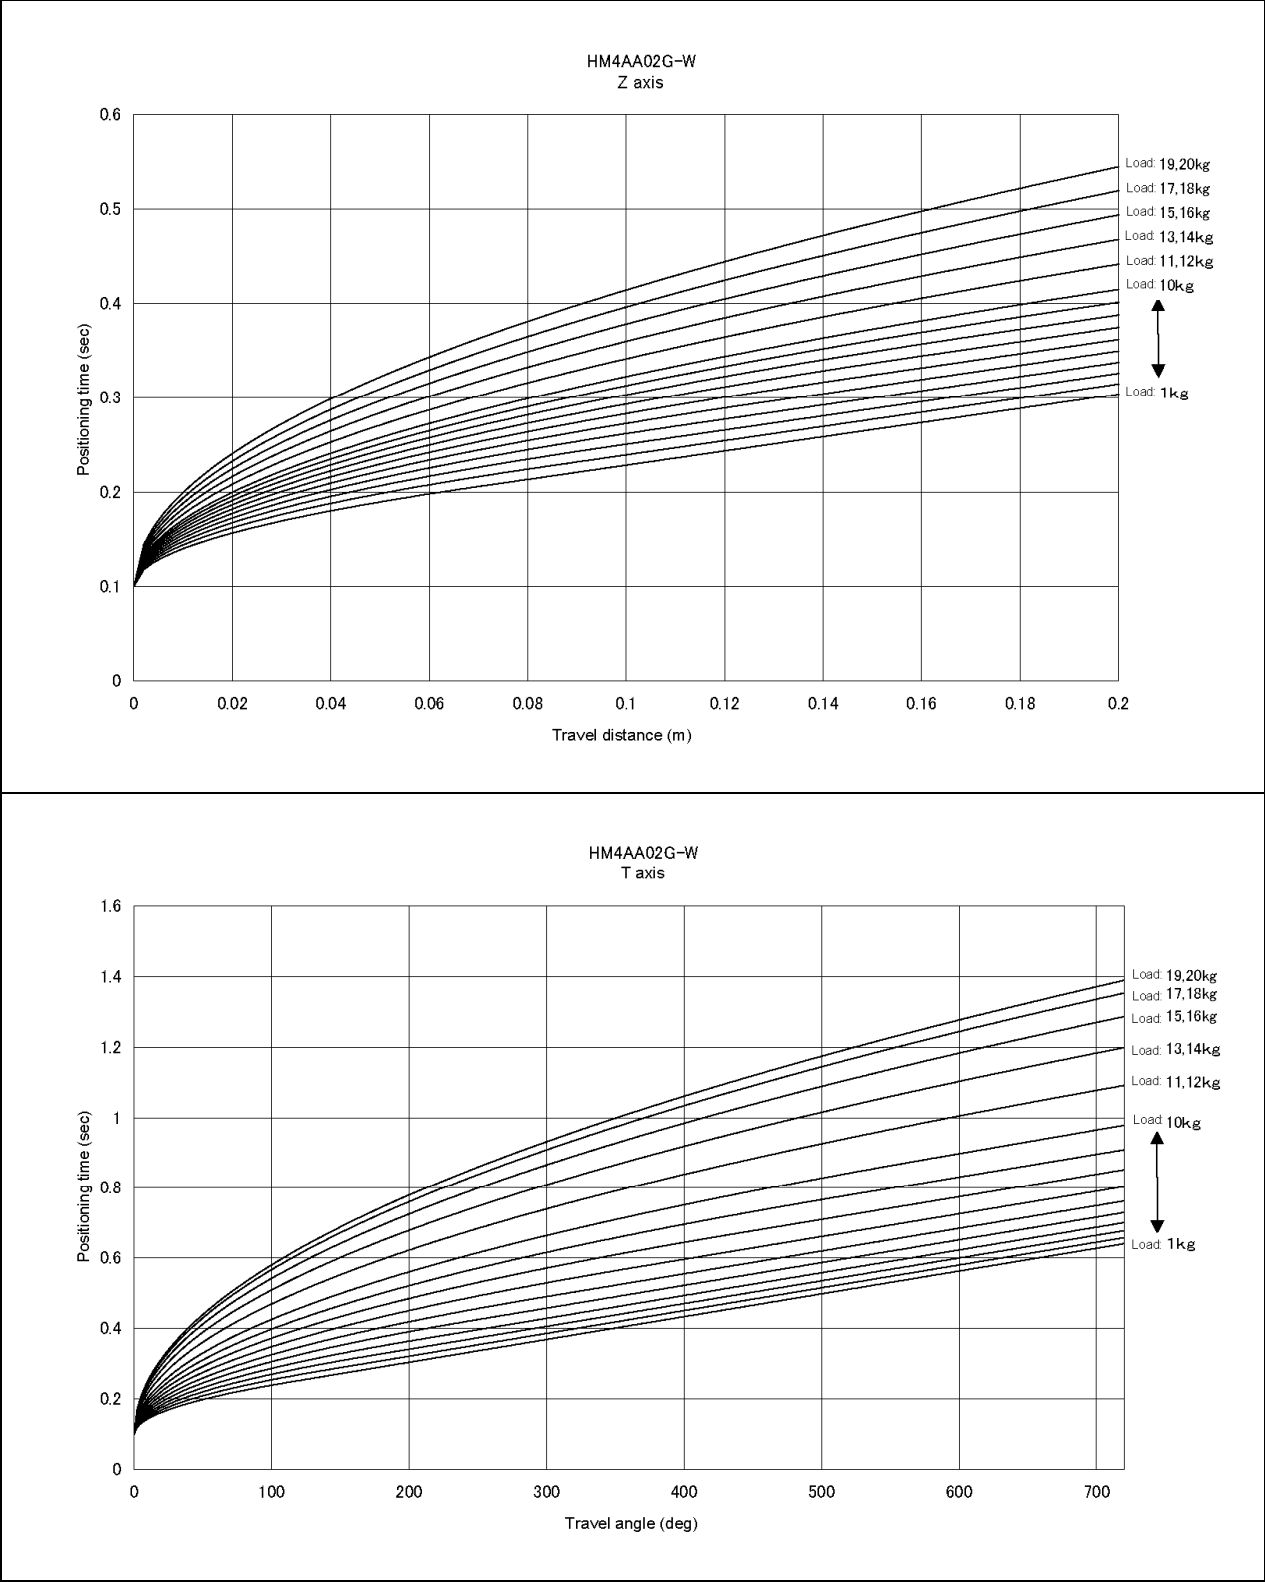 HM4AA02G-W
Z axis
0.6
0.5
0.4
0.3
0.2
0.1
0
Positioning time (sec)
0 0.02 0.04 0.06 0.08 0.1 0.12 0.14 0.16 0.18 0.2
Travel distance (m)
Load: 19,20kg
Load: 17,18kg
Load: 15,16kg
Load: 13,14kg
Load: 11,12kg
Load: 10kg
Load: 1kg
HM4AA02G-W
T axis
1.6
1.4
1.2
1
0.8
0.6
0.4
0.2
0
Positioning time (sec)
0 100 200 300 400 500 600 700
Travel angle (deg)
Load: 19,20kg
Load: 17,18kg
Load: 15,16kg
Load: 13,14kg
Load: 11,12kg
Load: 10kg
Load: 1kg